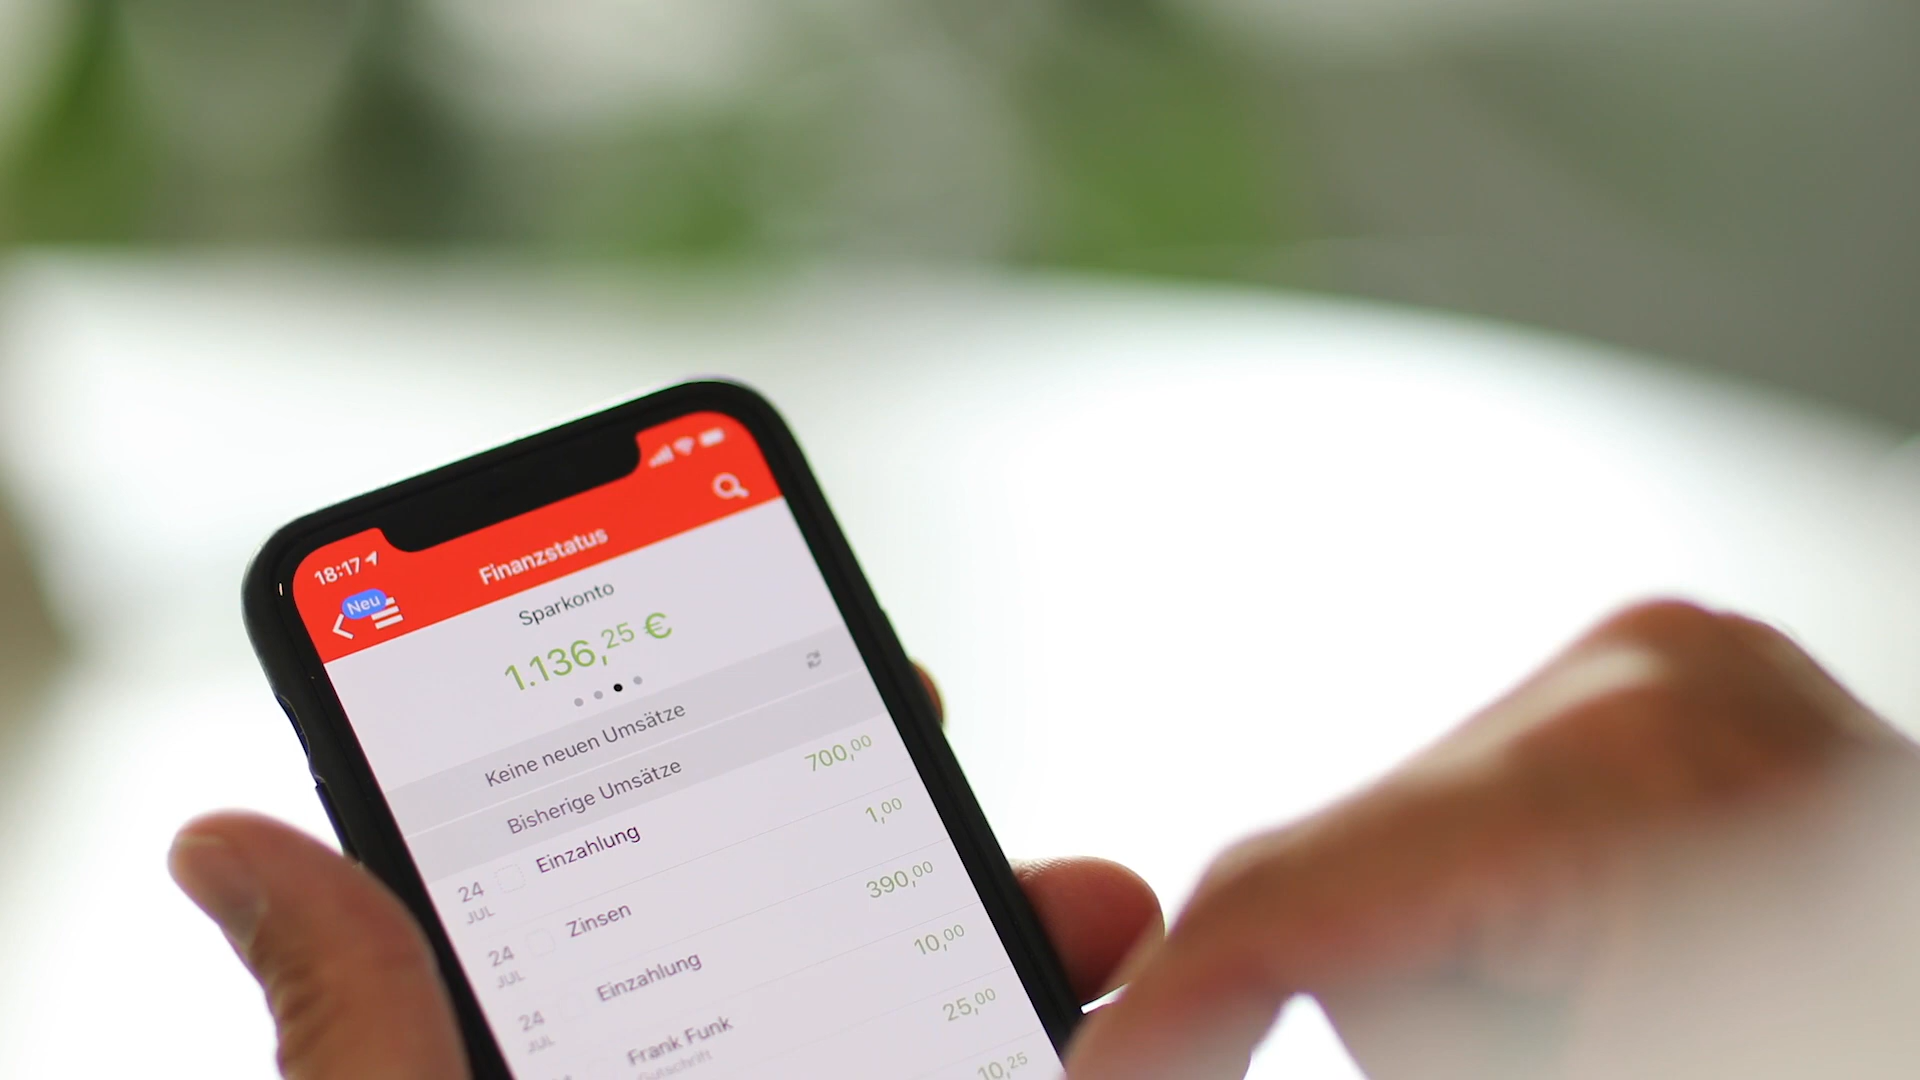 18:17
Neu
Finanzstatus
Sparkonto
1.136,25 €
Keine neuen Umsätze
Bisherige Umsätze
24 JUL Einzahlung 700,00
24 JUL Zinsen 1,00
24 JUL Einzahlung 390,00
Frank Funk 10,00
Gutschrift
25,00
10,25